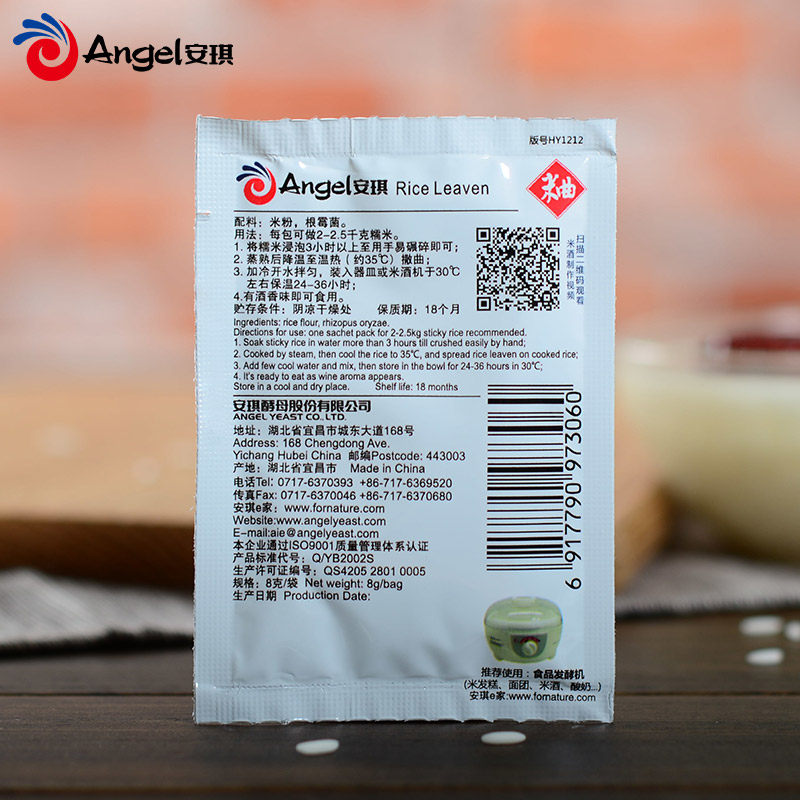 Angel安琪
版号HY1212
Angel安琪 Rice Leaven
米曲
配料：米粉，根霉菌。
用法：每包可做2-2.5千克糯米。
1. 将糯米浸泡3小时以上至用手易碾碎即可；
2. 蒸熟后降温至温热（约35℃）撒曲；
3. 加冷开水拌匀，装入器皿或米酒机于30℃
左右保温24-36小时；
4. 有酒香味即可食用。
贮存条件：阴凉干燥处 保质期：18个月
扫描二维码观看
米酒制作视频
Ingredients: rice flour, rhizopus oryzae.
Directions for use: one sachet pack for 2-2.5kg sticky rice recommended.
1. Soak sticky rice in water more than 3 hours till crushed easily by hand;
2. Cooked by steam, then cool the rice to 35℃, and spread rice leaven on cooked rice;
3. Add few cool water and mix, then store in the bowl for 24-36 hours in 30℃;
4. It's ready to eat as wine aroma appears.
Store in a cool and dry place. Shelf life: 18 months
安琪酵母股份有限公司
ANGEL YEAST CO. LTD.
地址：湖北省宜昌市城东大道168号
Address: 168 Chengdong Ave.
Yichang Hubei China 邮编Postcode: 443003
产地：湖北省宜昌市 Made in China
电话Tel: 0717-6370393 +86-717-6369520
传真Fax: 0717-6370046 +86-717-6370680
安琪e家：www.fornature.com
Website:www.angelyeast.com
E-mail:aie@angelyeast.com
本企业通过ISO9001质量管理体系认证
产品标准代号：Q/YB2002S
生产许可证编号：QS4205 2801 0005
规格：8克/袋 Net weight: 8g/bag
生产日期 Production Date:
6 917790 973060
推荐使用：食品发酵机
(米发糕、面团、米酒、酸奶...)
安琪e家:www.fornature.com